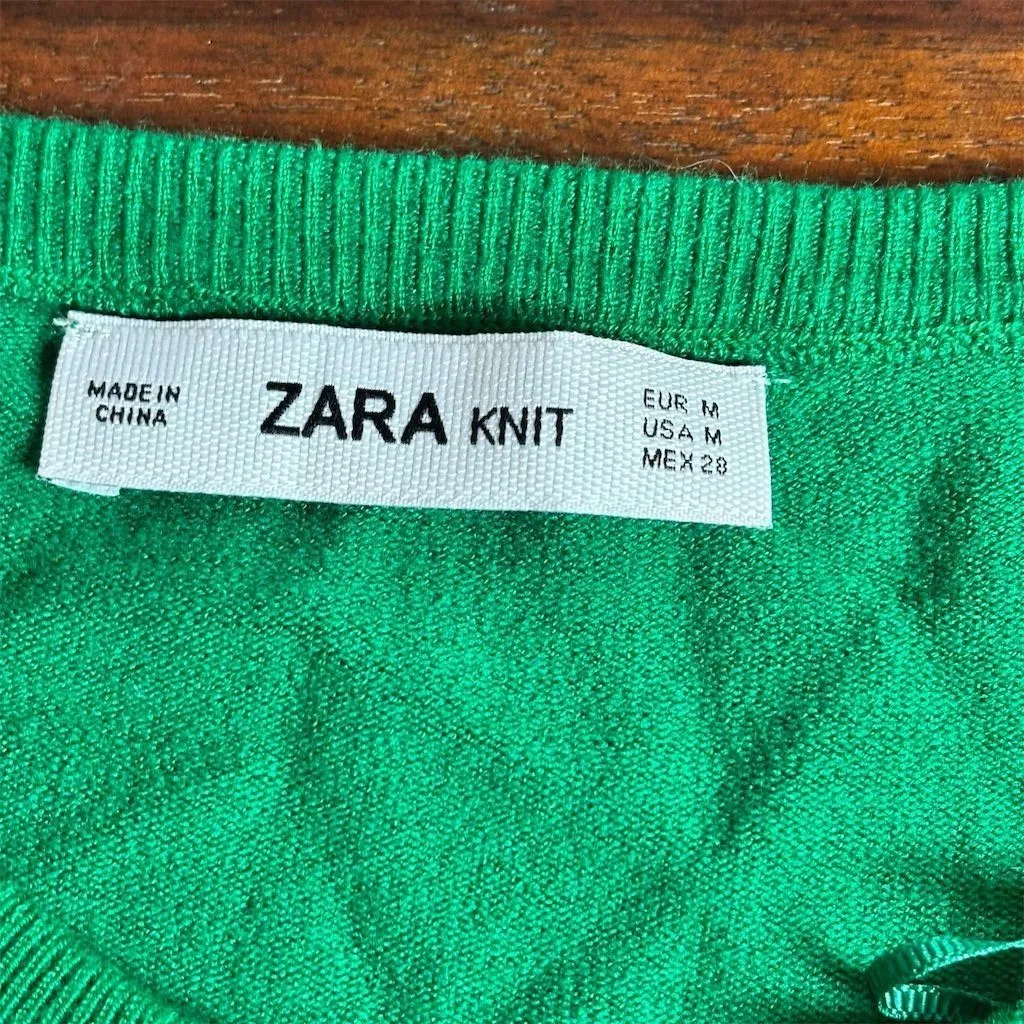 MADE IN
CHINA
ZARA KNIT
EUR M
USA M
MEX 28